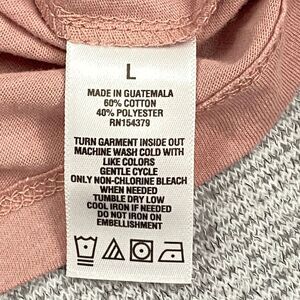 L
MADE IN GUATEMALA
60% COTTON
40% POLYESTER
RN154379
TURN GARMENT INSIDE OUT
MACHINE WASH COLD WITH
LIKE COLORS
GENTLE CYCLE
ONLY NON-CHLORINE BLEACH
WHEN NEEDED
TUMBLE DRY LOW
COOL IRON IF NEEDED
DO NOT IRON ON
EMBELLISHMENT